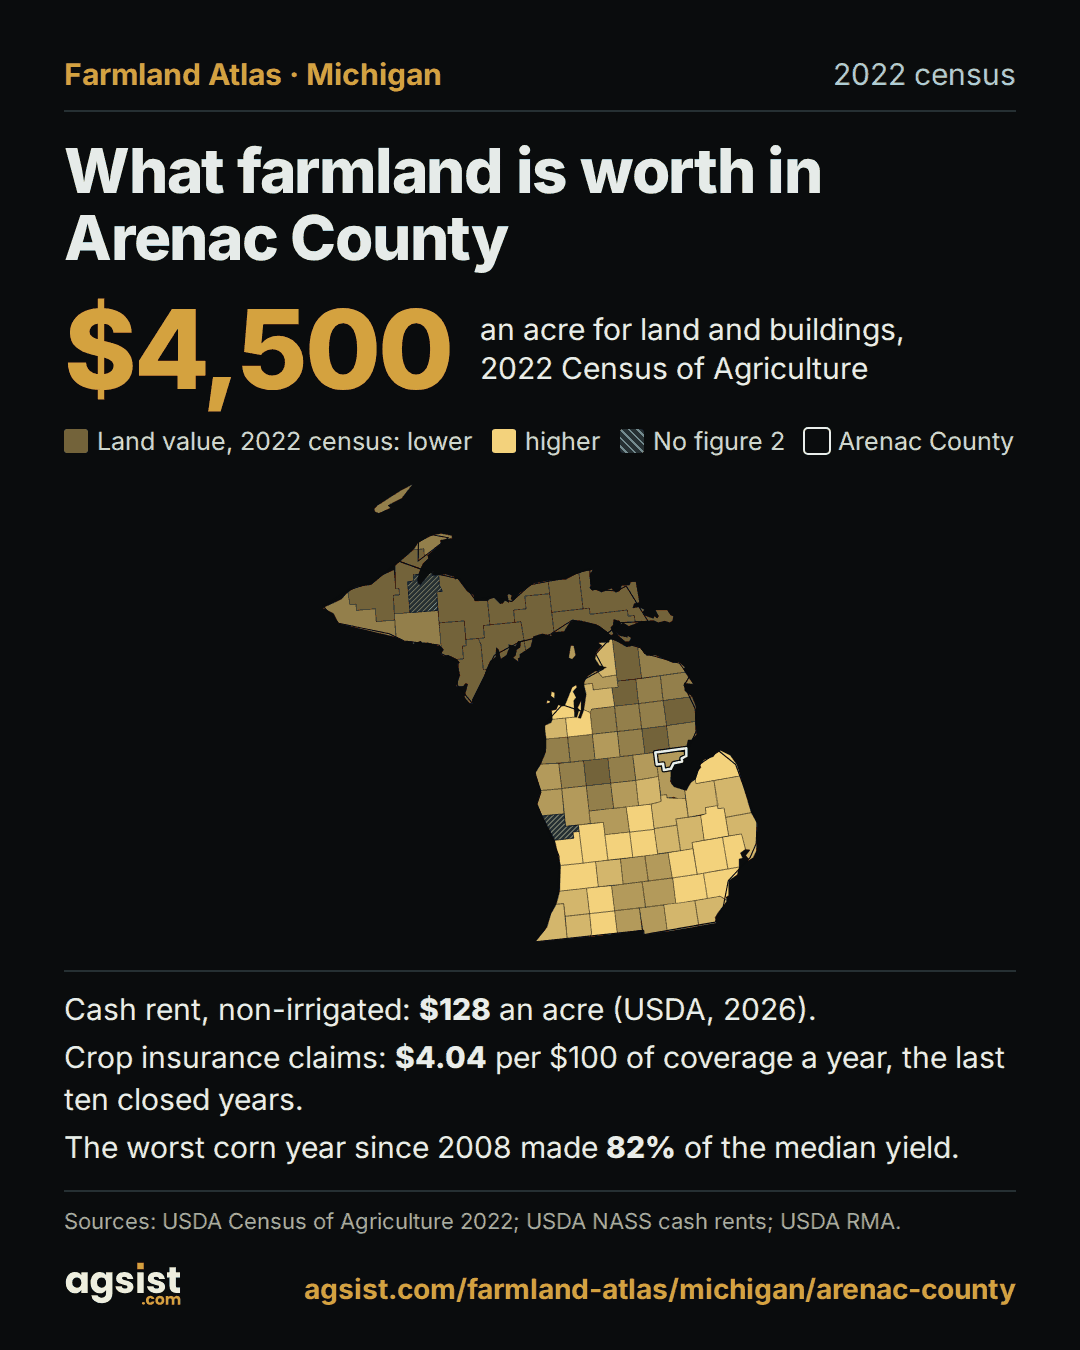 Farmland Atlas · Michigan
2022 census
What farmland is worth in
Arenac County
$4,500
an acre for land and buildings,
2022 Census of Agriculture
Land value, 2022 census: lower
higher
No figure 2
Arenac County
Cash rent, non-irrigated: $128 an acre (USDA, 2026).
Crop insurance claims: $4.04 per $100 of coverage a year, the last
ten closed years.
The worst corn year since 2008 made 82% of the median yield.
Sources: USDA Census of Agriculture 2022; USDA NASS cash rents; USDA RMA.
agsist
.com
agsist.com/farmland-atlas/michigan/arenac-county